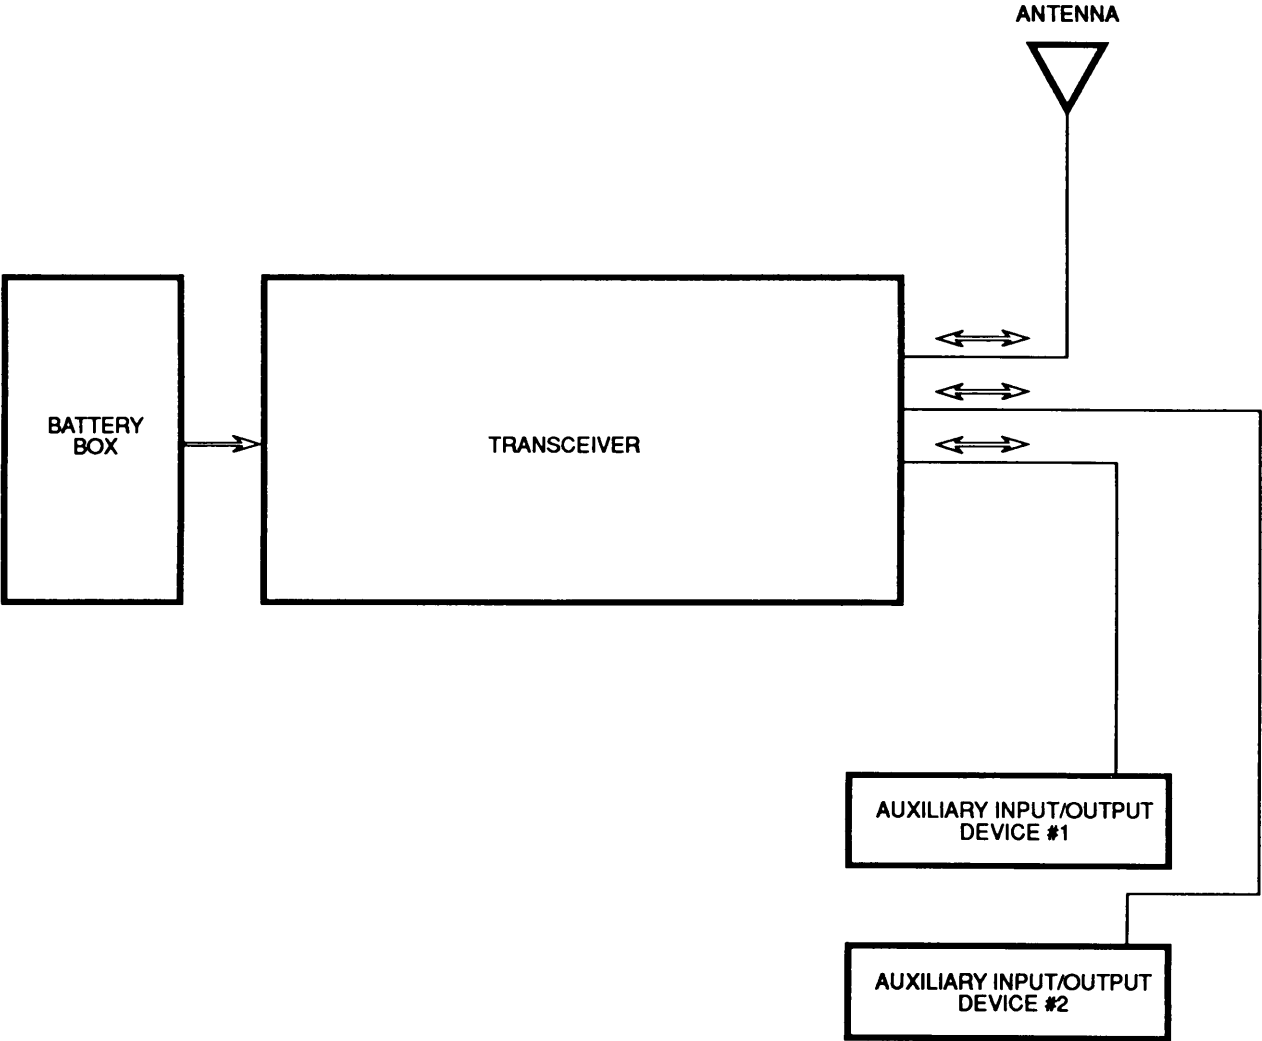 ANTENNA
BATTERY
BOX
TRANSCEIVER
AUXILIARY INPUT/OUTPUT
DEVICE #1
AUXILIARY INPUT/OUTPUT
DEVICE #2